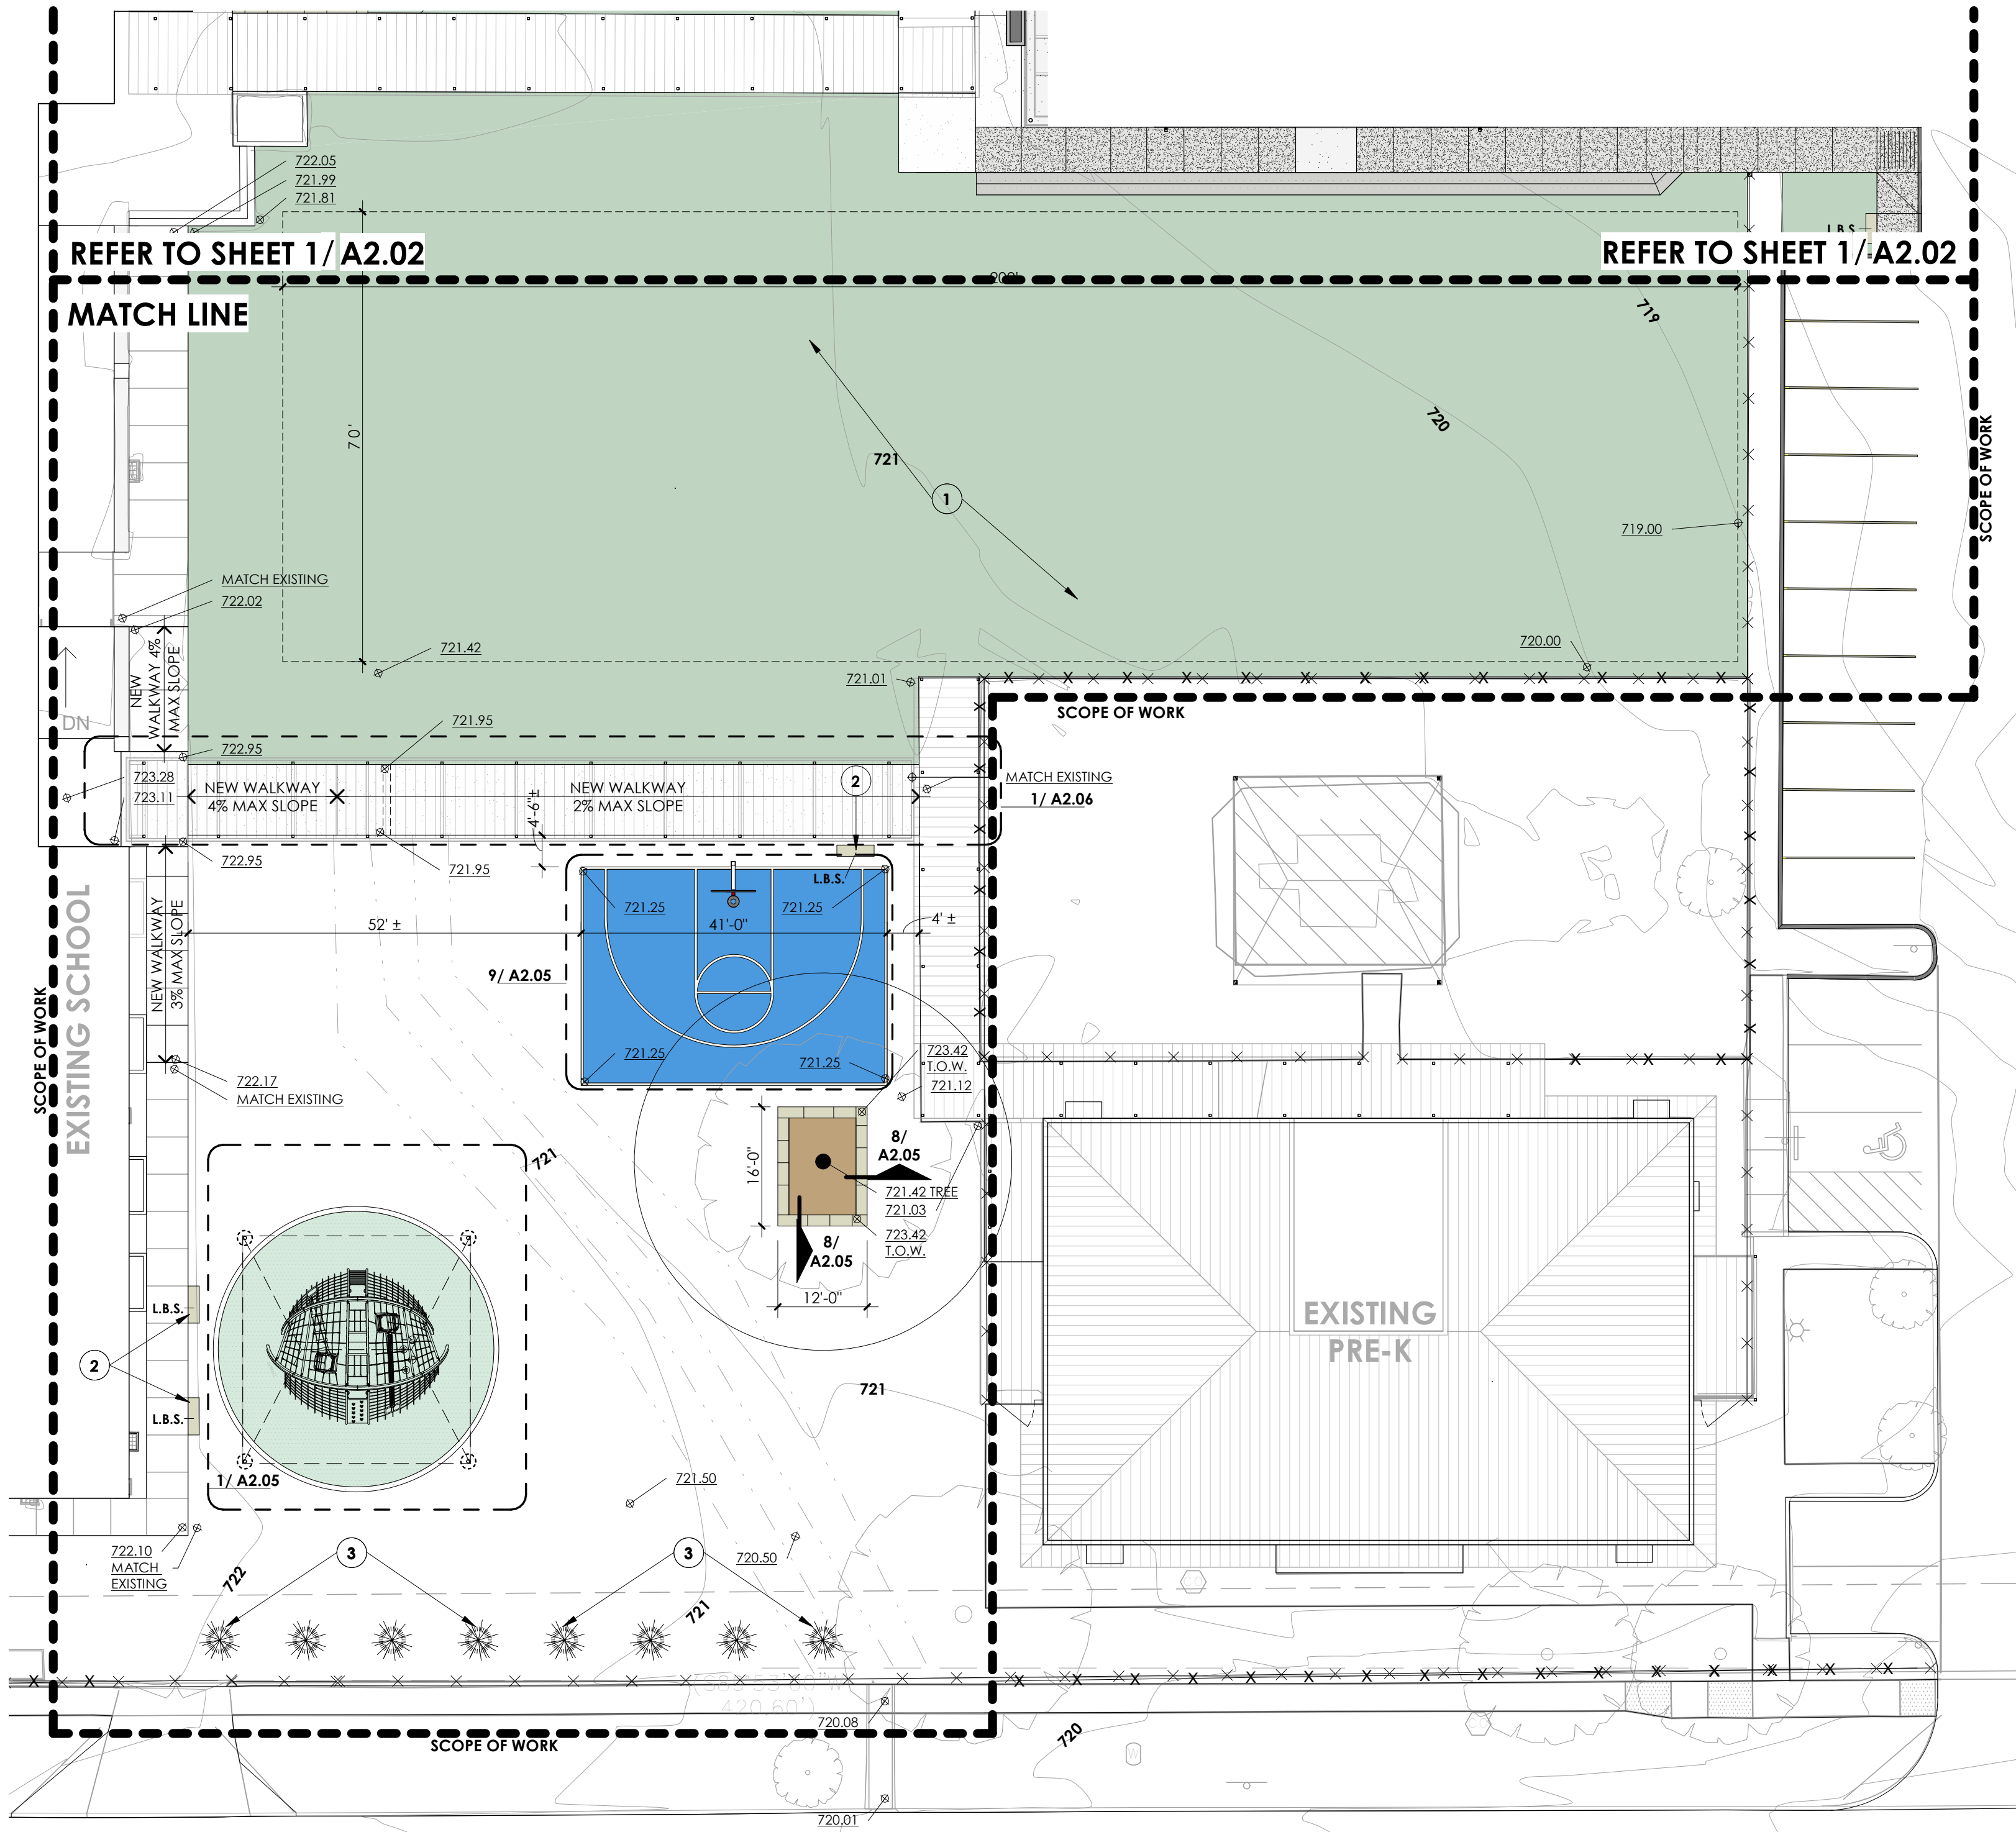 722.05
721.99
721.81
REFER TO SHEET 1/ A2.02
REFER TO SHEET 1/ A2.02
L.B.S.
MATCH LINE
200'
719
70'
720
SCOPE OF WORK
721
1
719.00
MATCH EXISTING
722.02
NEW
WALKWAY 4%
MAX SLOPE
721.42
720.00
721.01
DN
SCOPE OF WORK
721.95
722.95
723.28
723.11
NEW WALKWAY
4% MAX SLOPE
NEW WALKWAY
2% MAX SLOPE
4'-6"±
2
MATCH EXISTING
1/ A2.06
722.95
721.95
L.B.S.
721.25
721.25
52' ±
41'-0"
4' ±
NEW WALKWAY
3% MAX SLOPE
9/ A2.05
EXISTING SCHOOL
SCOPE OF WORK
721.25
721.25
723.42
T.O.W.
721.12
722.17
MATCH EXISTING
721
16'-0"
8/
A2.05
721.42 TREE
721.03
723.42
T.O.W.
8/
A2.05
12'-0"
L.B.S.
2
L.B.S.
EXISTING
PRE-K
721
1/ A2.05
721.50
722.10
MATCH
EXISTING
722
3
3
720.50
721
420.60')
720.08
720
SCOPE OF WORK
W
720.01